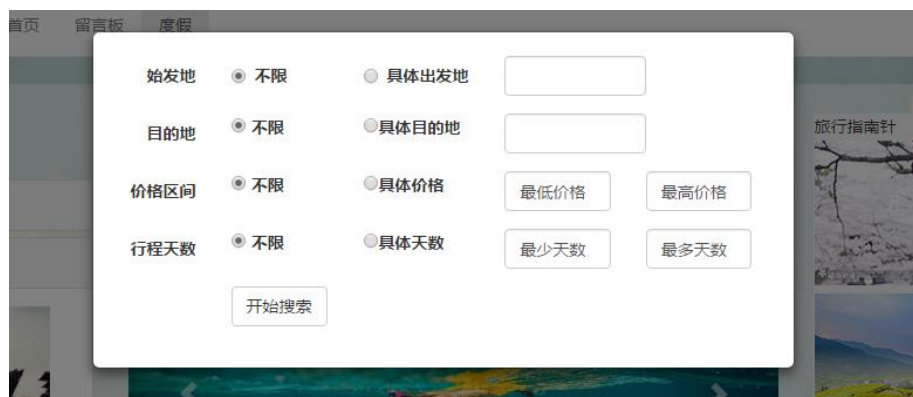 首页 留言板 度假
始发地 不限 具体出发地
目的地 不限 具体目的地
旅行指南针
价格区间 不限 具体价格 最低价格 最高价格
行程天数 不限 具体天数 最少天数 最多天数
开始搜索